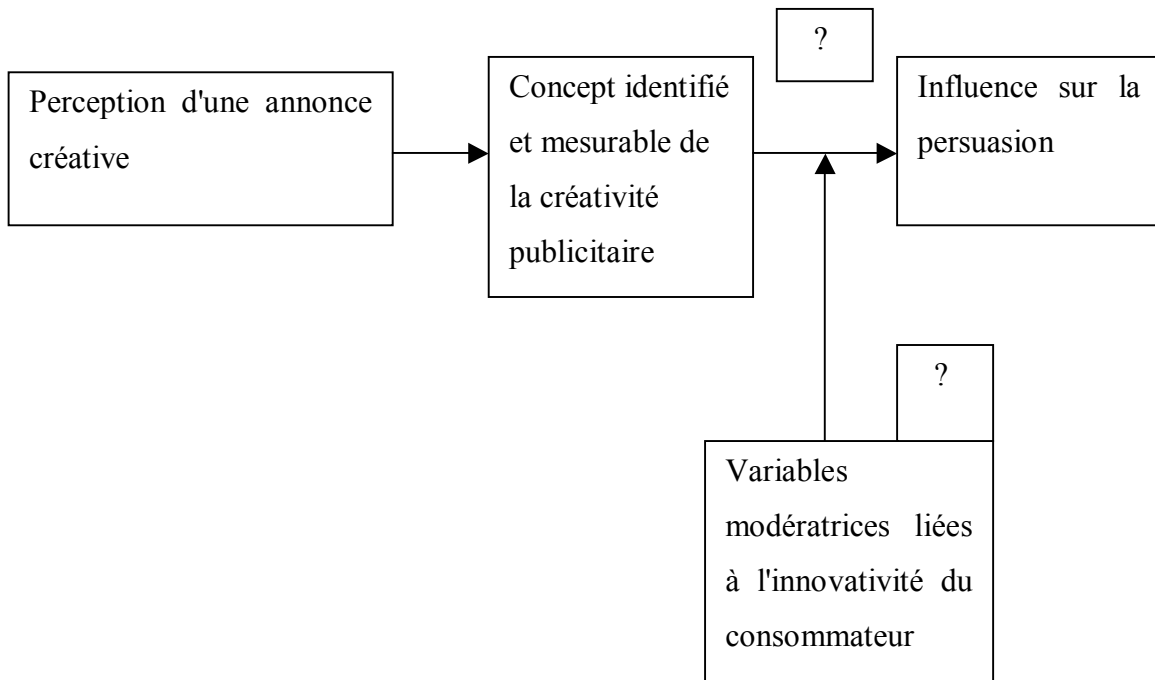 ?
Perception d'une annonce
créative
Concept identifié
et mesurable de
la créativité
publicitaire
Influence sur la
persuasion
?
Variables
modératrices liées
à l'innovativité du
consommateur